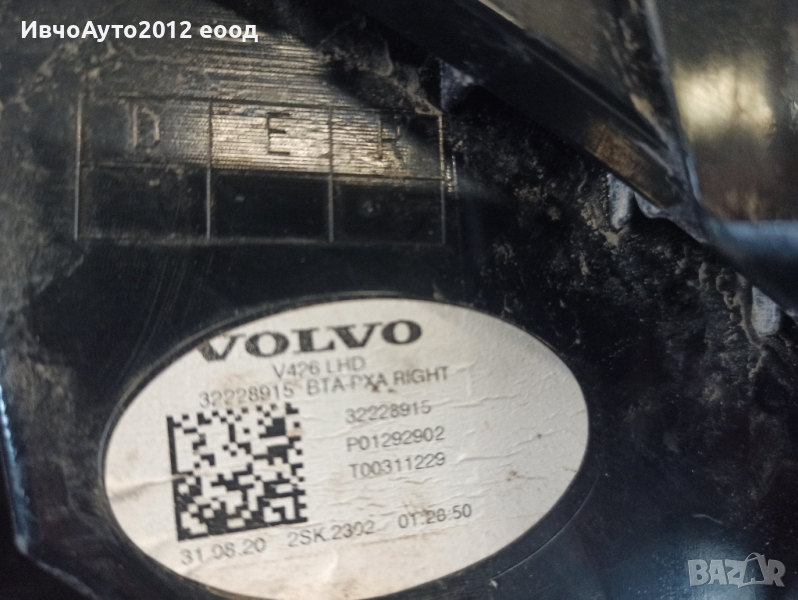 ИвчоАуто2012 еоод
D E R
VOLVO
V426 LHD
32228915 BTA-PXA RIGHT
32228915
P01292902
T00311229
31.08.20 2SK.2302 01:28:50
BAZAR